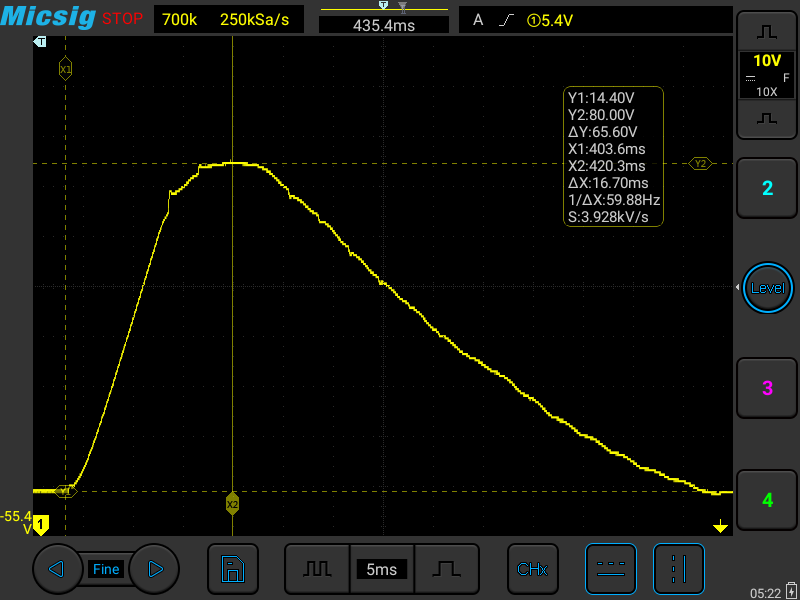 Micsig STOP 700k 250kSa/s T 435.4ms A ①5.4V
T
X1
10V
F
10X
Y1:14.40V
Y2:80.00V
ΔY:65.60V
X1:403.6ms
X2:420.3ms
ΔX:16.70ms
1/ΔX:59.88Hz
S:3.928kV/s
Y2
2
Level
3
Y1
X2
4
-55.4
V
1
Fine
5ms
CHx
05:22